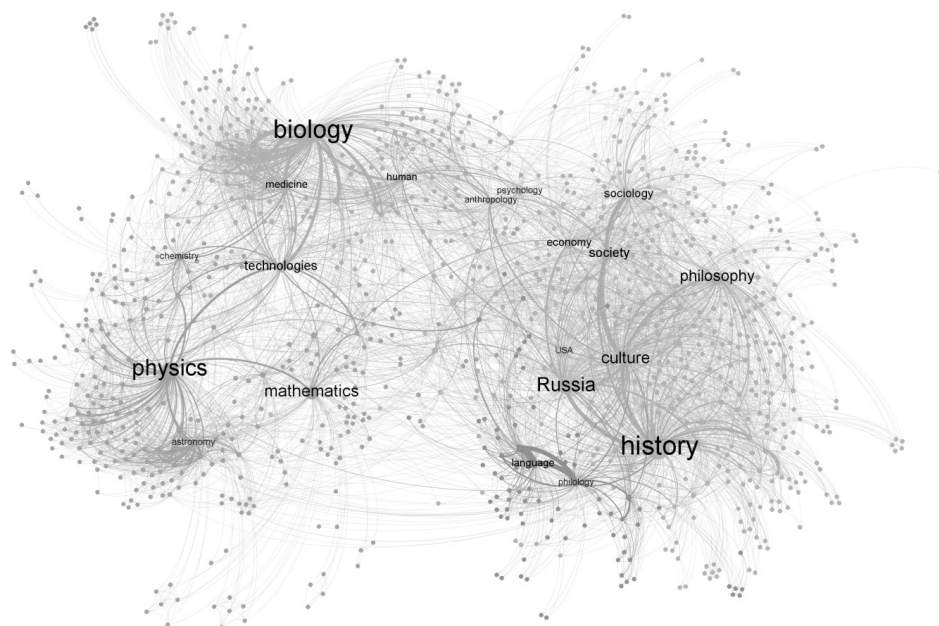 biology
human
medicine
psychology
anthropology
sociology
economy
society
chemistry
technologies
philosophy
USA
culture
physics
Russia
mathematics
astronomy
history
language
philology